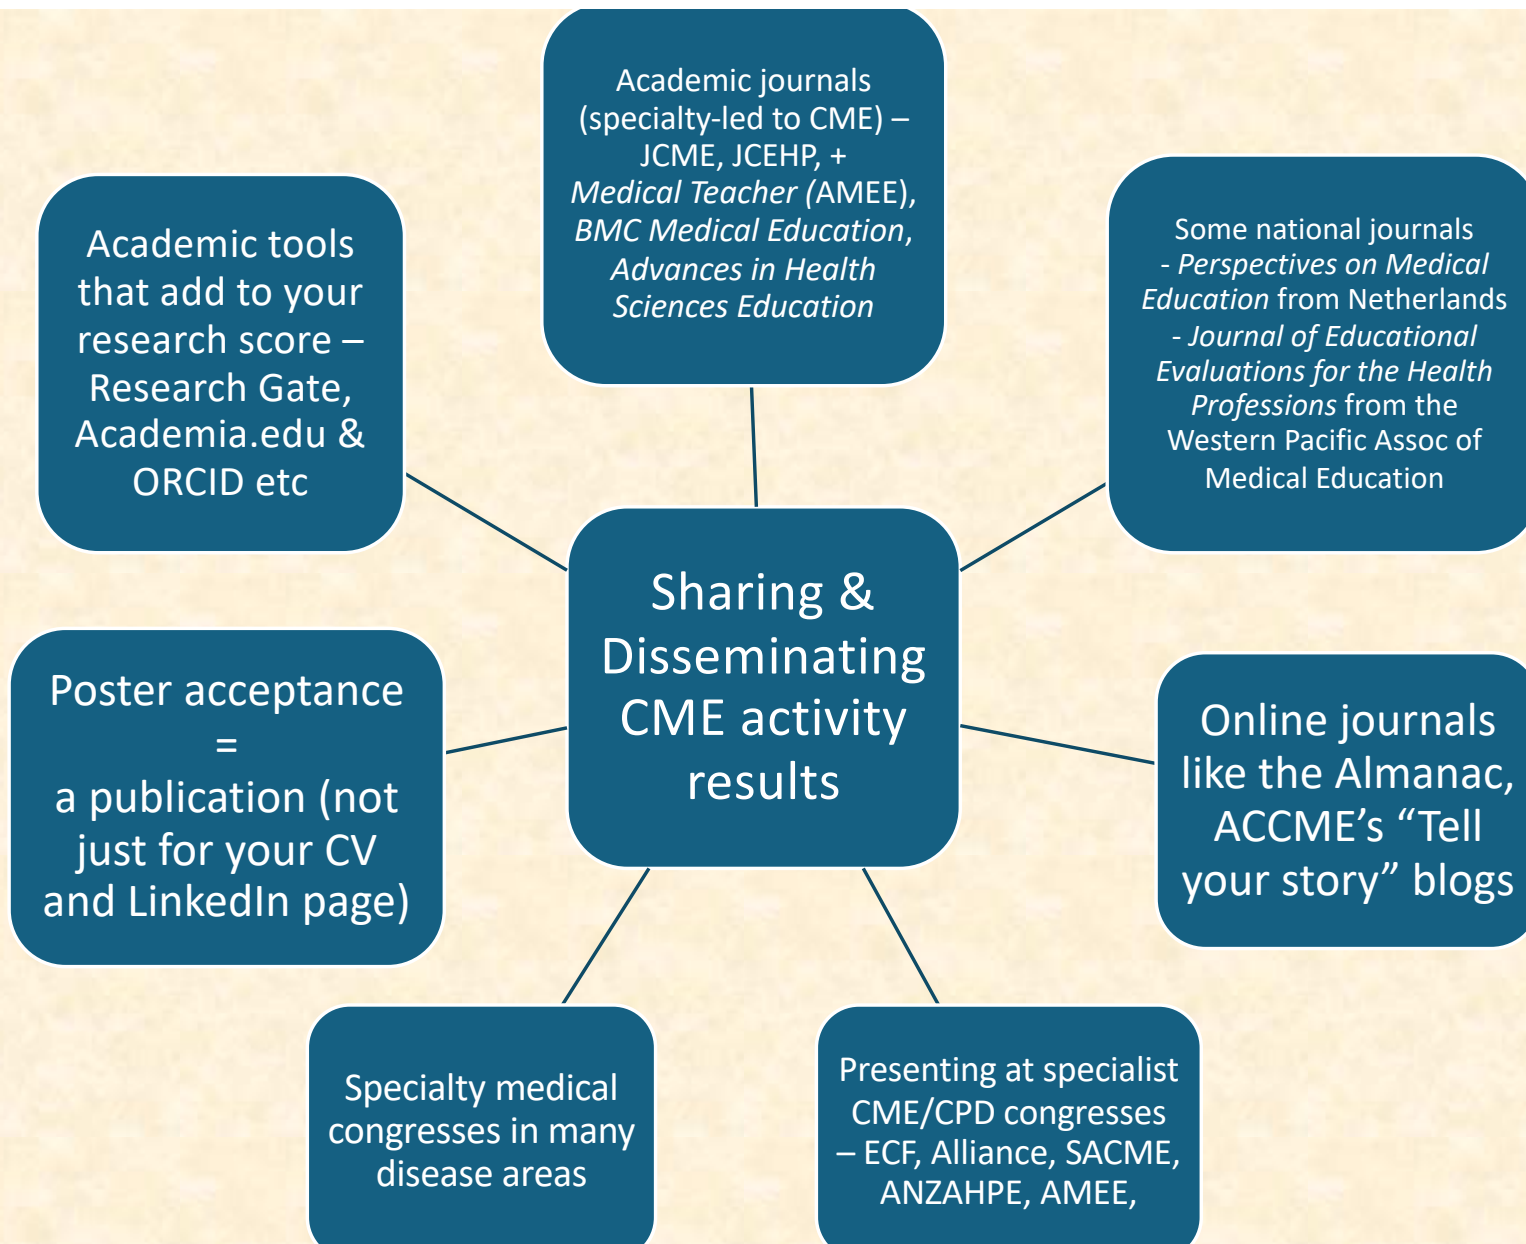 Academic journals
(specialty-led to CME) –
JCME, JCEHP, +
Medical Teacher (AMEE),
BMC Medical Education,
Advances in Health
Sciences Education
Some national journals
- Perspectives on Medical
Education from Netherlands
- Journal of Educational
Evaluations for the Health
Professions from the
Western Pacific Assoc of
Medical Education
Online journals
like the Almanac,
ACCME’s “Tell
your story” blogs
Presenting at specialist
CME/CPD congresses
– ECF, Alliance, SACME,
ANZAHPE, AMEE,
Specialty medical
congresses in many
disease areas
Poster acceptance
=
a publication (not
just for your CV
and LinkedIn page)
Academic tools
that add to your
research score –
Research Gate,
Academia.edu &
ORCID etc
Sharing &
Disseminating
CME activity
results